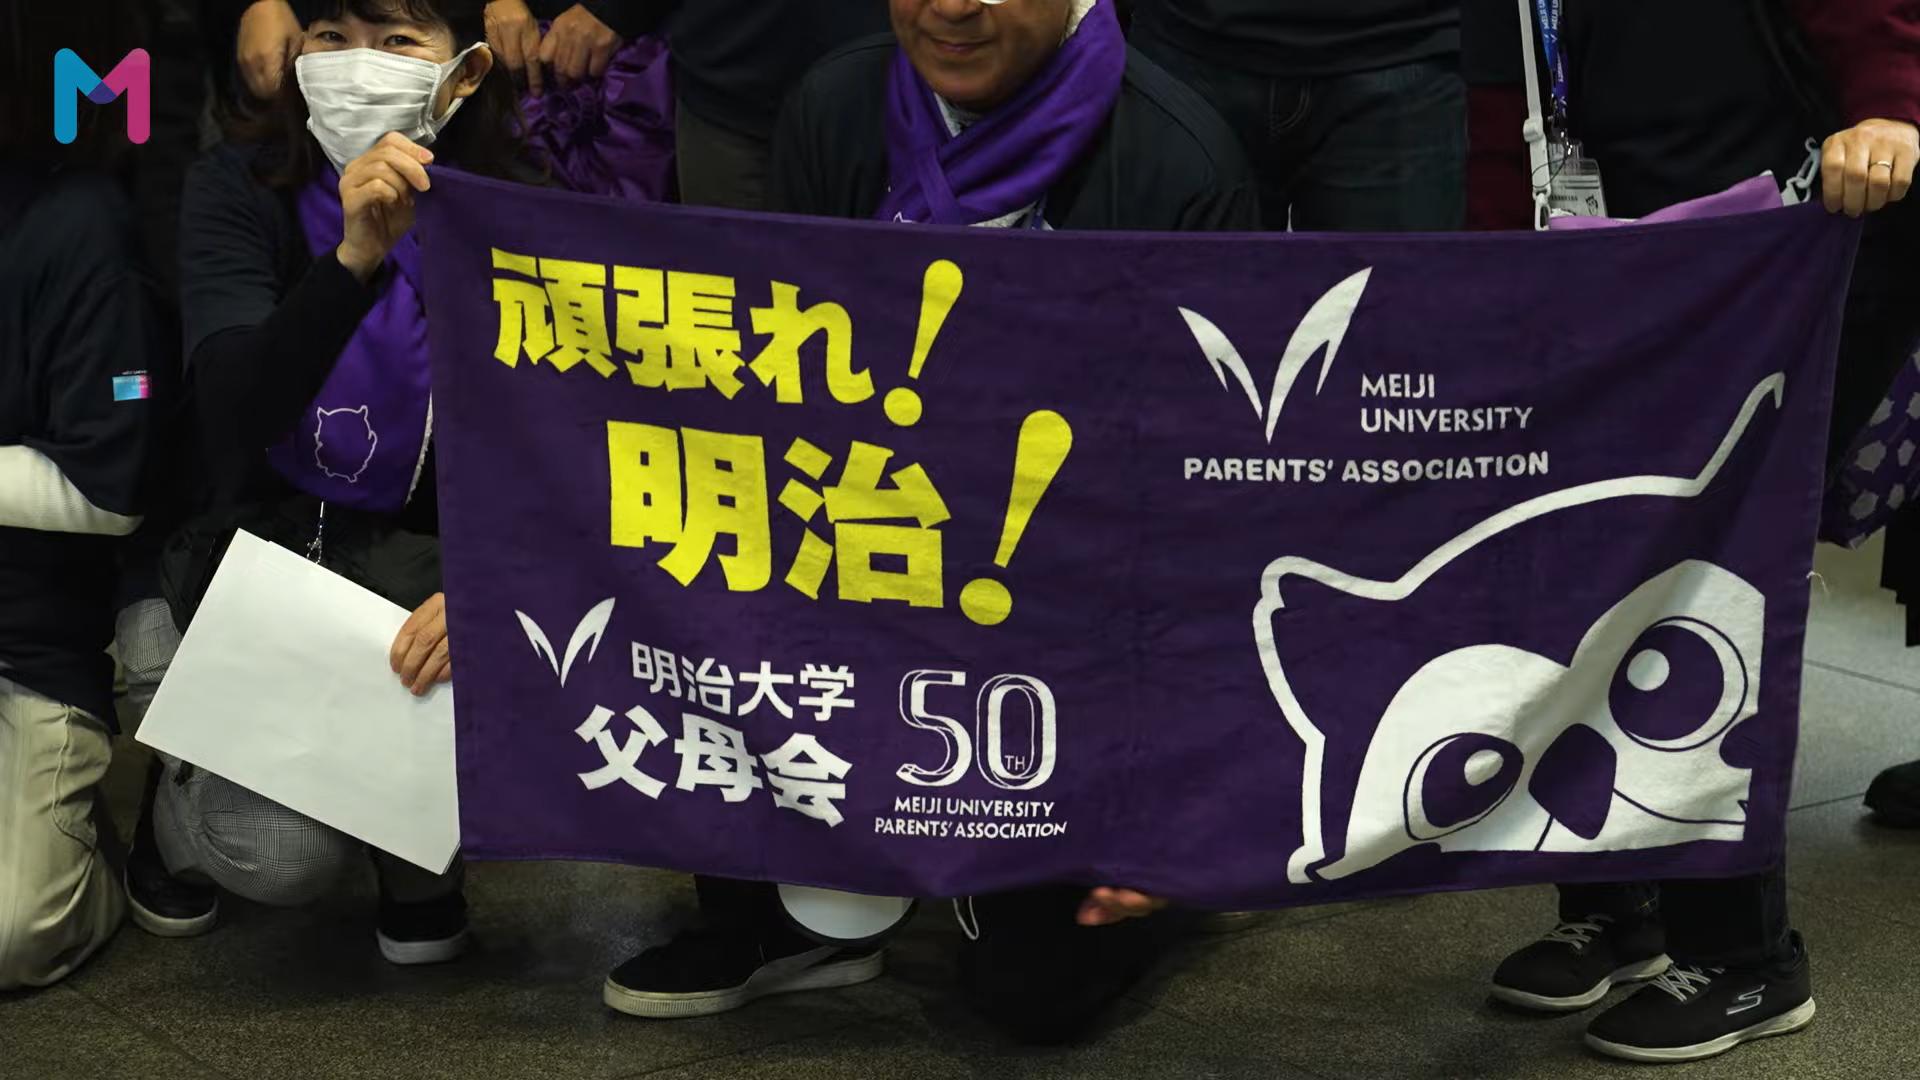 頑張れ!
明治!
明治大学
父母会
50TH
MEIJI UNIVERSITY
PARENTS' ASSOCIATION
MEIJI
UNIVERSITY
PARENTS' ASSOCIATION